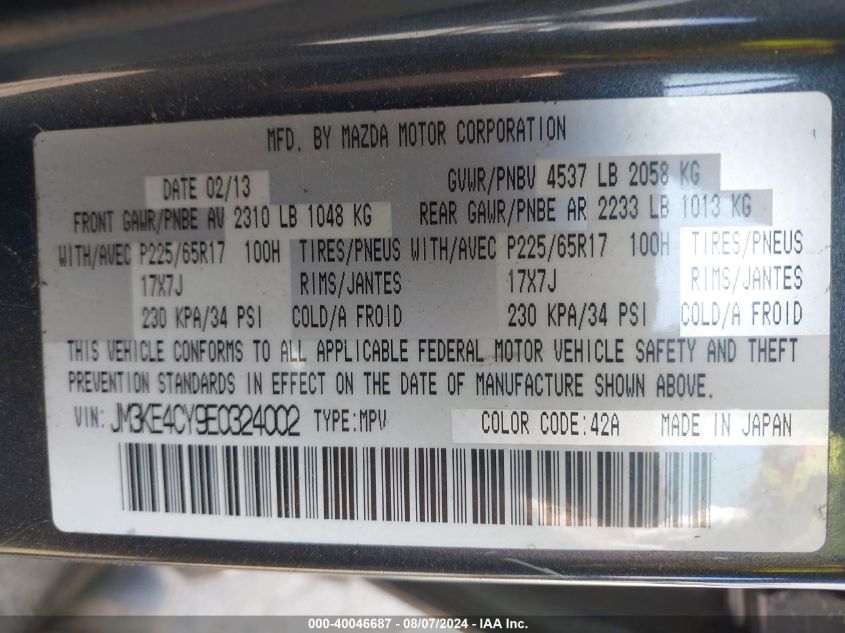 MFD. BY MAZDA MOTOR CORPORATION
DATE 02/13 GVWR/PNBV 4537 LB 2058 KG
FRONT GAWR/PNBE AV 2310 LB 1048 KG REAR GAWR/PNBE AR 2233 LB 1013 KG
WITH/AVEC P225/65R17 100H TIRES/PNEUS WITH/AVEC P225/65R17 100H TIRES/PNEUS
17X7J RIMS/JANTES 17X7J RIMS/JANTES
230 KPA/34 PSI COLD/A FROID 230 KPA/34 PSI COLD/A FROID
THIS VEHICLE CONFORMS TO ALL APPLICABLE FEDERAL MOTOR VEHICLE SAFETY AND THEFT
PREVENTION STANDARDS IN EFFECT ON THE DATE OF MANUFACTURE SHOWN ABOVE.
VIN: JM3KE4CY9E0324002 TYPE:MPV COLOR CODE:42A MADE IN JAPAN
000-40046687 - 08/07/2024 - IAA Inc.